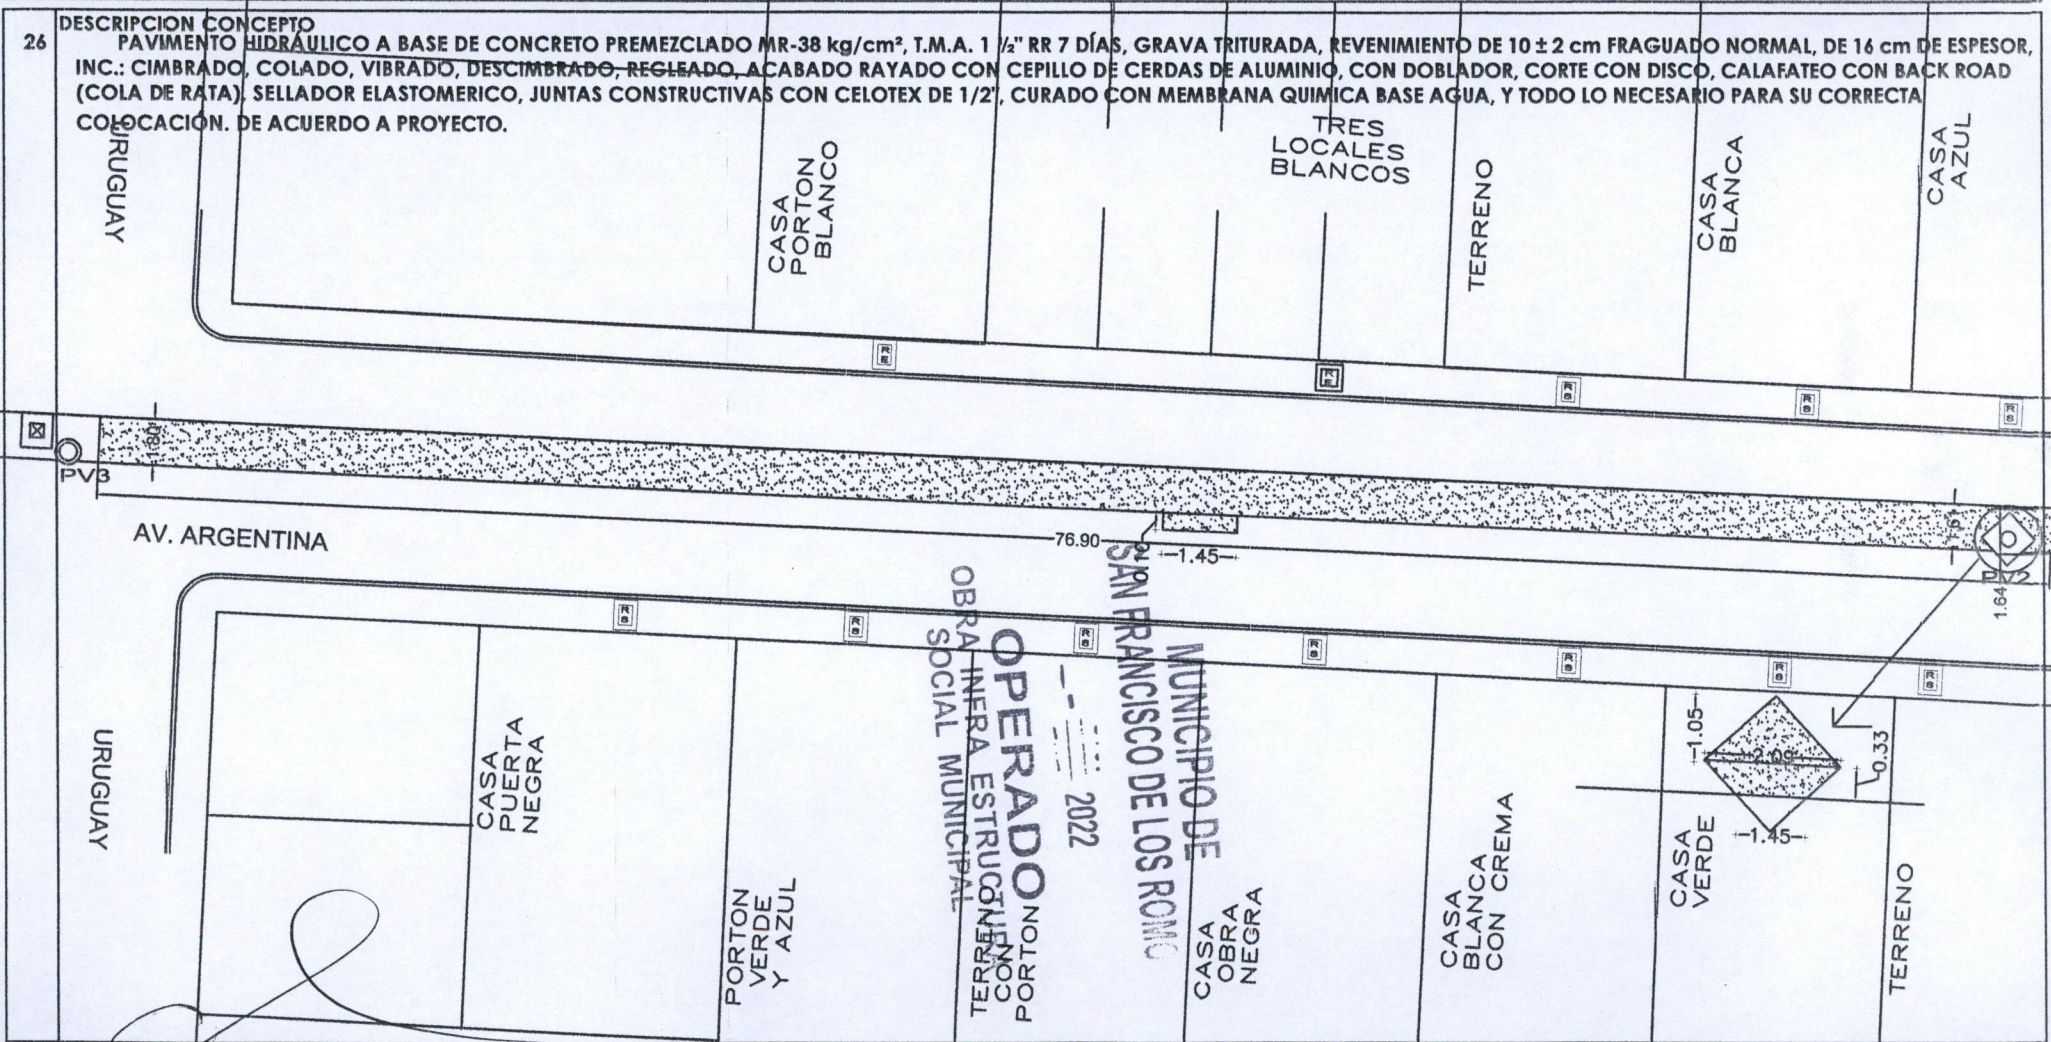 DESCRIPCION CONCEPTO
26
PAVIMENTO HIDRÁULICO A BASE DE CONCRETO PREMEZCLADO MR-38 kg/cm², T.M.A. 1 ½" RR 7 DÍAS, GRAVA TRITURADA, REVENIMIENTO DE 10 ± 2 cm FRAGUADO NORMAL, DE 16 cm DE ESPESOR,
INC.: CIMBRADO, COLADO, VIBRADO, DESCIMBRADO, REGLEADO, ACABADO RAYADO CON CEPILLO DE CERDAS DE ALUMINIO, CON DOBLADOR, CORTE CON DISCO, CALAFATEO CON BACK ROAD
(COLA DE RATA), SELLADOR ELASTOMERICO, JUNTAS CONSTRUCTIVAS CON CELOTEX DE 1/2", CURADO CON MEMBRANA QUIMICA BASE AGUA, Y TODO LO NECESARIO PARA SU CORRECTA
COLOCACIÓN. DE ACUERDO A PROYECTO.
URUGUAY
CASA
PORTON
BLANCO
TRES
LOCALES
BLANCOS
TERRENO
CASA
BLANCA
CASA
AZUL
1.80
PV3
AV. ARGENTINA
76.90
1.45
PV2
1.64
URUGUAY
CASA
PUERTA
NEGRA
PORTON
VERDE
Y AZUL
TERRENO
CON
PORTON
OBRA INFRA ESTRUCTURA
SOCIAL MUNICIPAL
OPERADO
2022
MUNICIPIO DE
SAN FRANCISCO DE LOS ROMO
CASA
OBRA
NEGRA
CASA
BLANCA
CON CREMA
CASA
VERDE
1.05
2.09
0.33
1.45
TERRENO